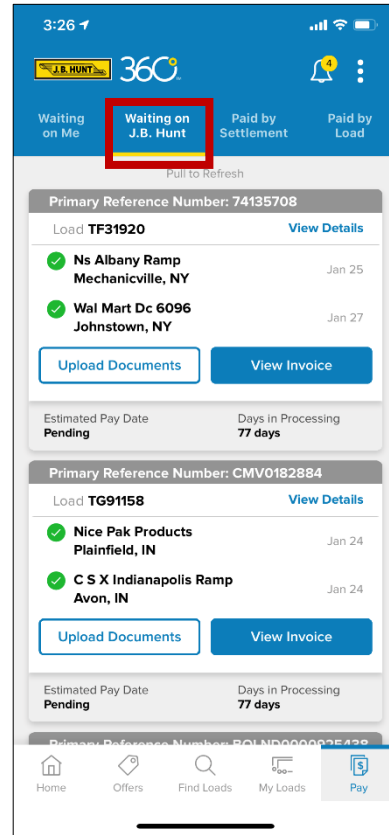 3:26
J.B. HUNT 360
4
Waiting on Me
Waiting on J.B. Hunt
Paid by Settlement
Paid by Load
Pull to Refresh
Primary Reference Number: 74135708
Load TF31920 View Details
Ns Albany Ramp
Mechanicville, NY
Jan 25
Wal Mart Dc 6096
Johnstown, NY
Jan 27
Upload Documents View Invoice
Estimated Pay Date Days in Processing
Pending 77 days
Primary Reference Number: CMV0182884
Load TG91158 View Details
Nice Pak Products
Plainfield, IN
Jan 24
C S X Indianapolis Ramp
Avon, IN
Jan 24
Upload Documents View Invoice
Estimated Pay Date Days in Processing
Pending 77 days
Primary Reference Number: BOLND0000925438
$
Home Offers Find Loads My Loads Pay